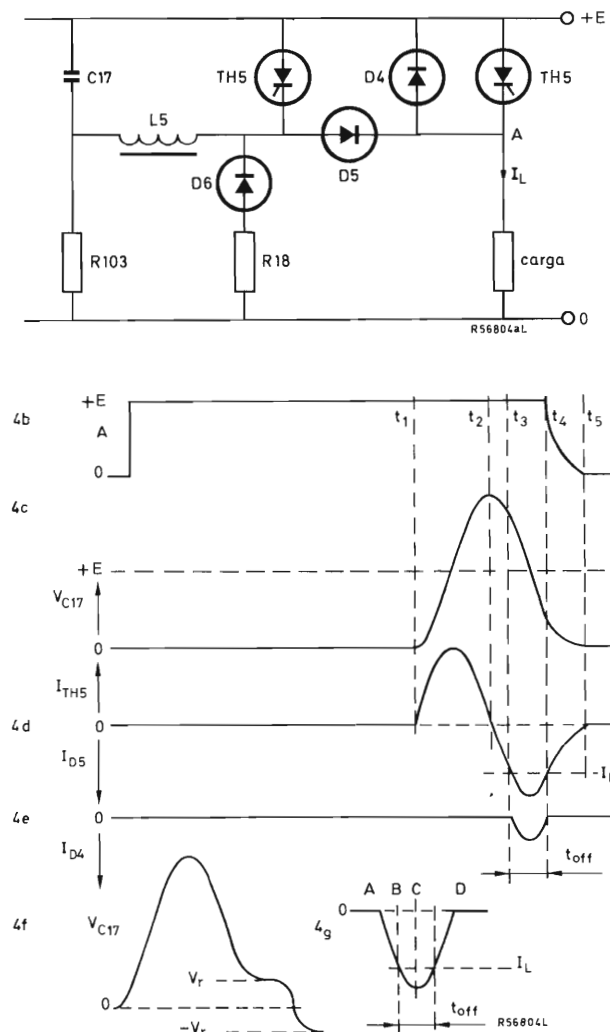 +E
C17
TH5
D4
TH5
L5
A
D5
I_L
D6
R103
R18
carga
0
RS6804aL
4b
+E
A
0
t₁
t₂
t₃
t₄
t₅
4c
+E
V_C17
0
I_TH5
4d
0
I_D5
4e
0
I_D4
t_off
4f
V_C17
V_r
0
-V_r
A B C D
0
4g
I_L
t_off
RS6804L